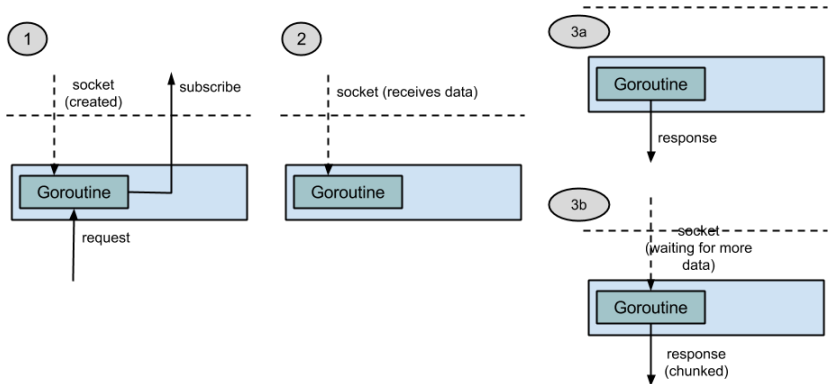 1
socket
(created)
subscribe
Goroutine
request
2
socket (receives data)
Goroutine
3a
Goroutine
response
3b
socket
(waiting for more
data)
Goroutine
response
(chunked)